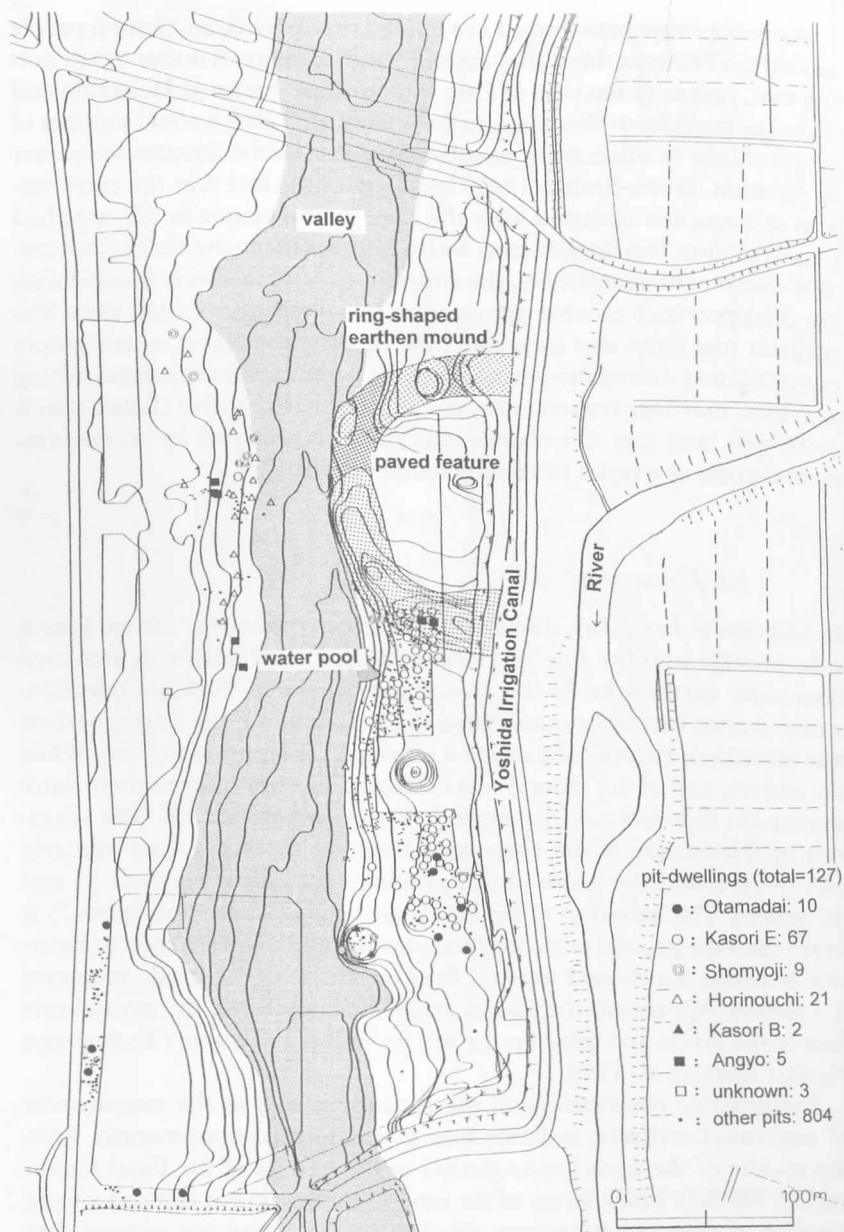 valley
ring-shaped
earthen mound
paved feature
Yoshida Irrigation Canal
River
water pool
pit-dwellings (total=127)
Otamadai: 10
Kasori E: 67
Shomyoji: 9
Horinouchi: 21
Kasori B: 2
Angyo: 5
unknown: 3
other pits: 804
0
100m